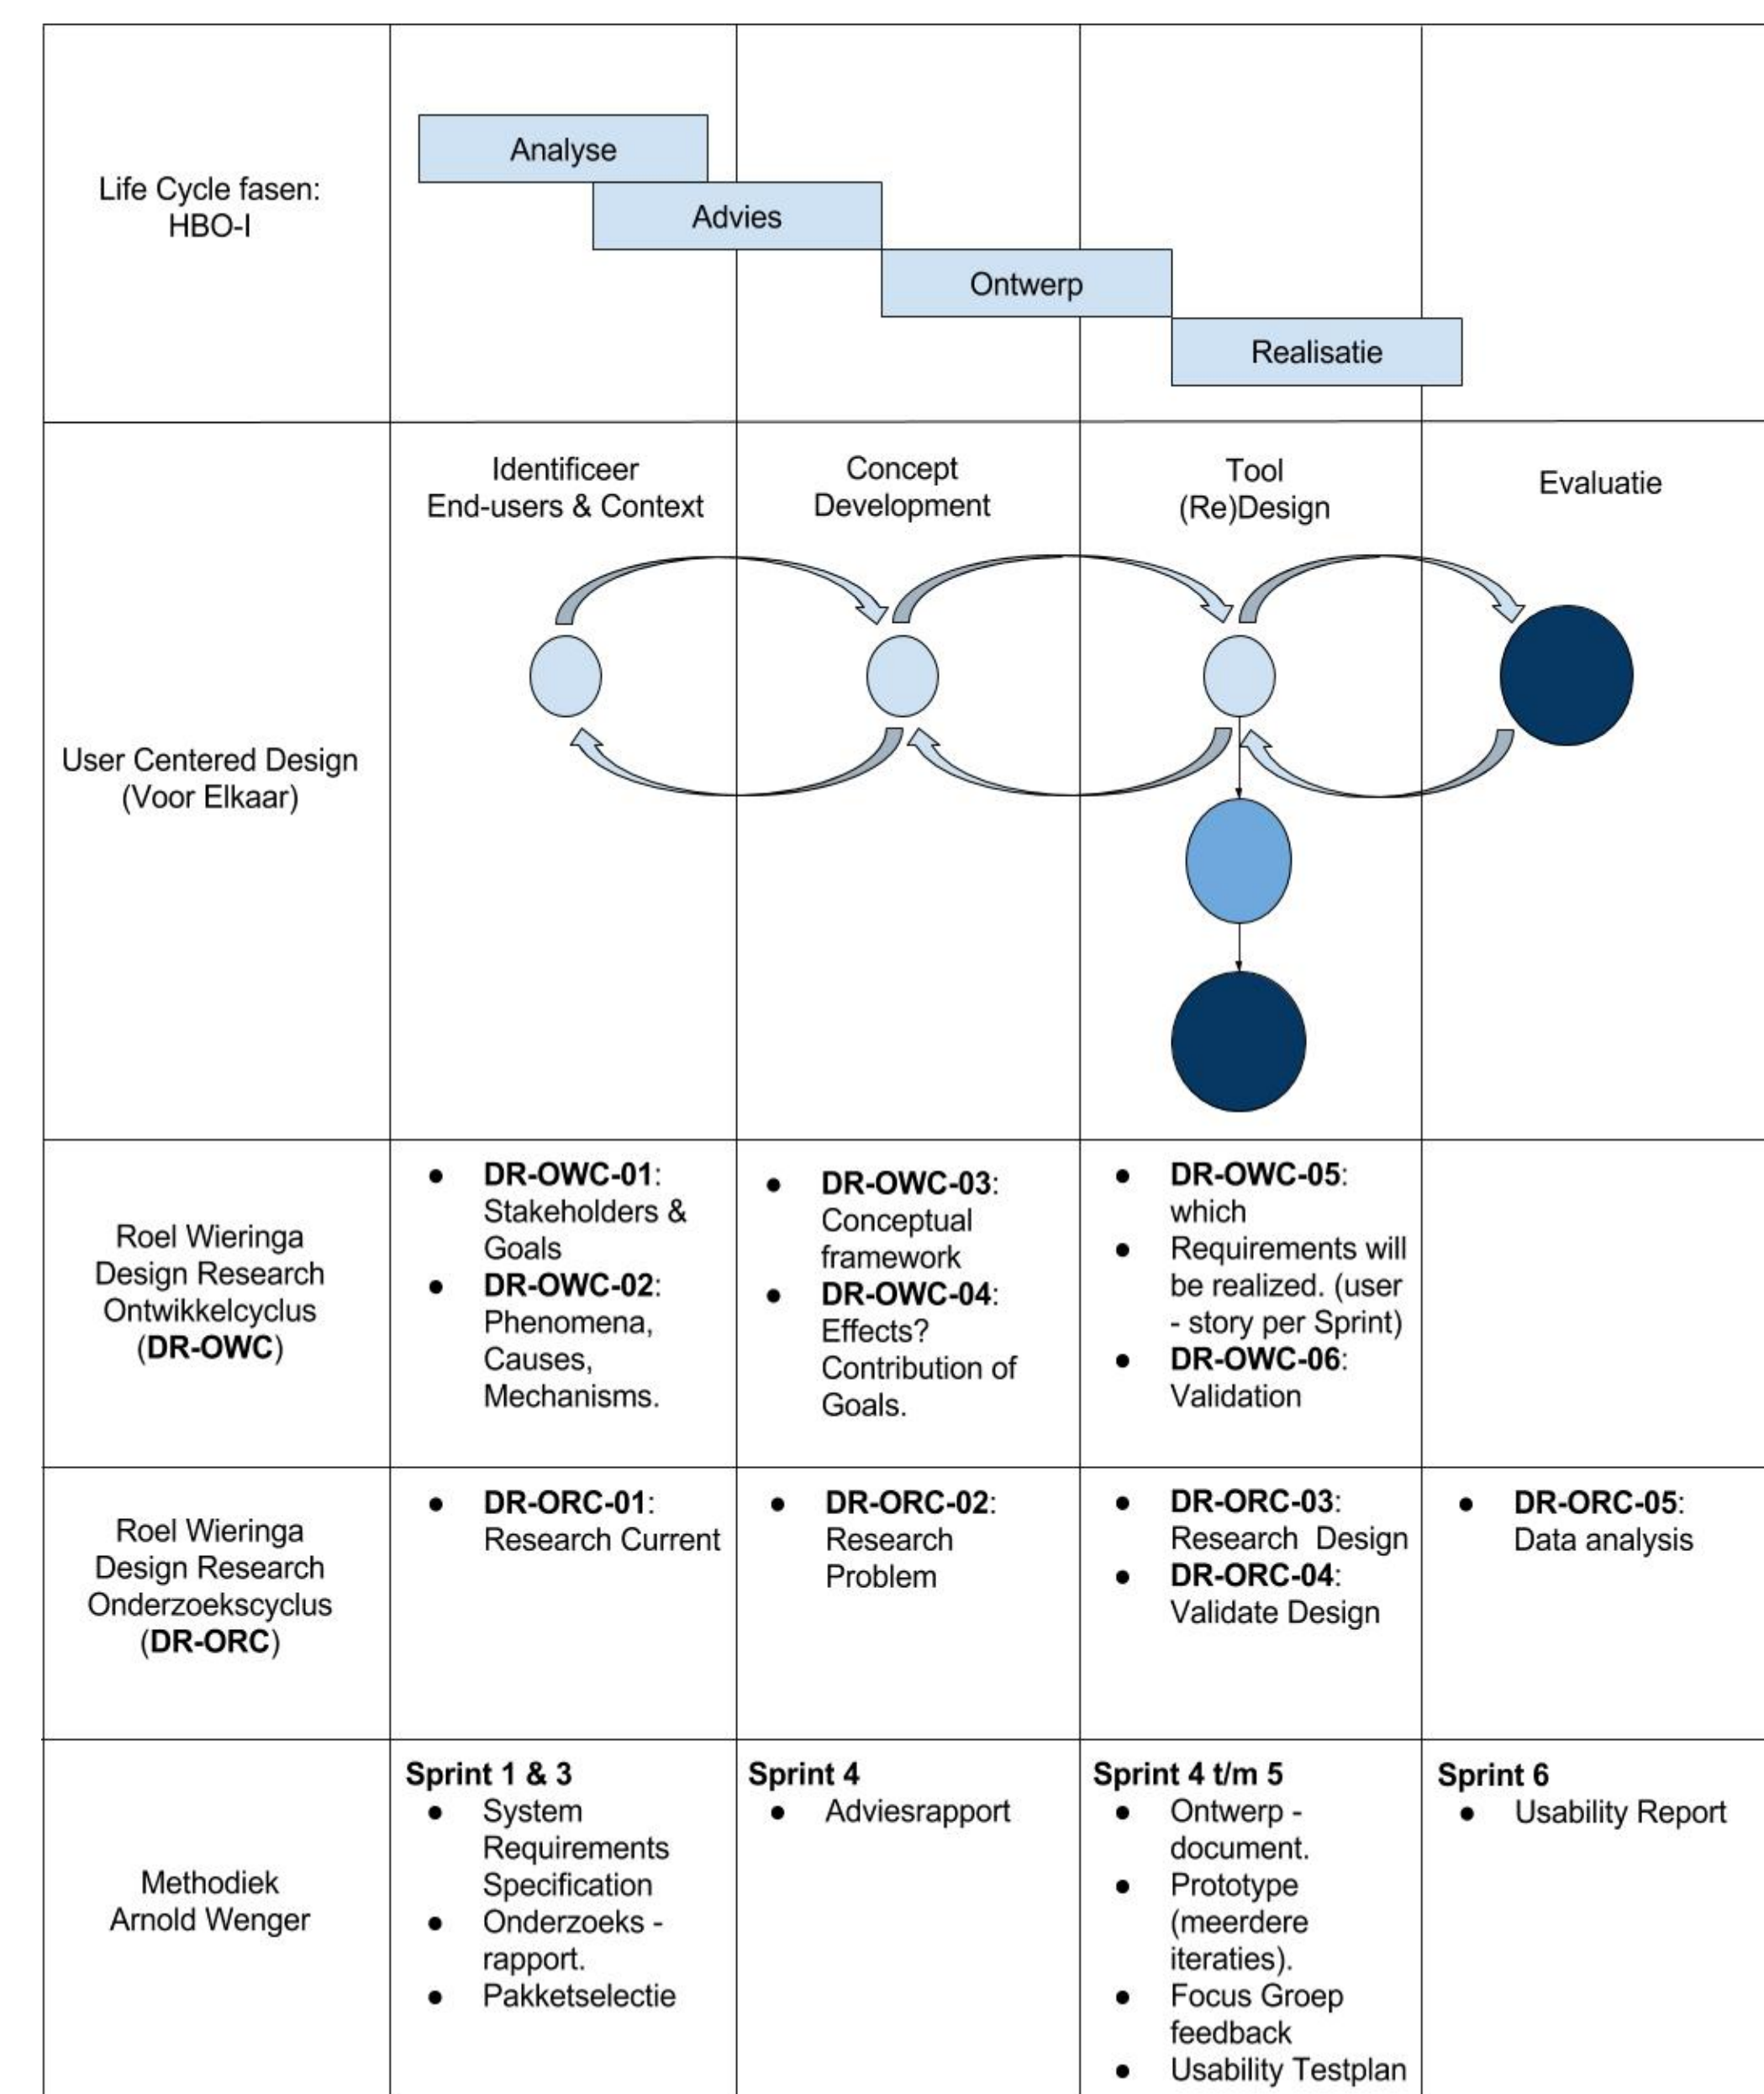 Life Cycle fasen:
HBO-I
Analyse
Advies
Ontwerp
Realisatie
User Centered Design
(Voor Elkaar)
Identificeer
End-users & Context
Concept
Development
Tool
(Re)Design
Evaluatie
Roel Wieringa
Design Research
Ontwikkelcyclus
(DR-OWC)
● DR-OWC-01:
Stakeholders &
Goals
● DR-OWC-02:
Phenomena,
Causes,
Mechanisms.
● DR-OWC-03:
Conceptual
framework
● DR-OWC-04:
Effects?
Contribution of
Goals.
● DR-OWC-05:
which
● Requirements will
be realized. (user
- story per Sprint)
● DR-OWC-06:
Validation
Roel Wieringa
Design Research
Onderzoekscyclus
(DR-ORC)
● DR-ORC-01:
Research Current
● DR-ORC-02:
Research
Problem
● DR-ORC-03:
Research Design
● DR-ORC-04:
Validate Design
● DR-ORC-05:
Data analysis
Methodiek
Arnold Wenger
Sprint 1 & 3
● System
Requirements
Specification
● Onderzoeks -
rapport.
● Pakketselectie
Sprint 4
● Adviesrapport
Sprint 4 t/m 5
● Ontwerp -
document.
● Prototype
(meerdere
iteraties).
● Focus Groep
feedback
● Usability Testplan
Sprint 6
● Usability Report